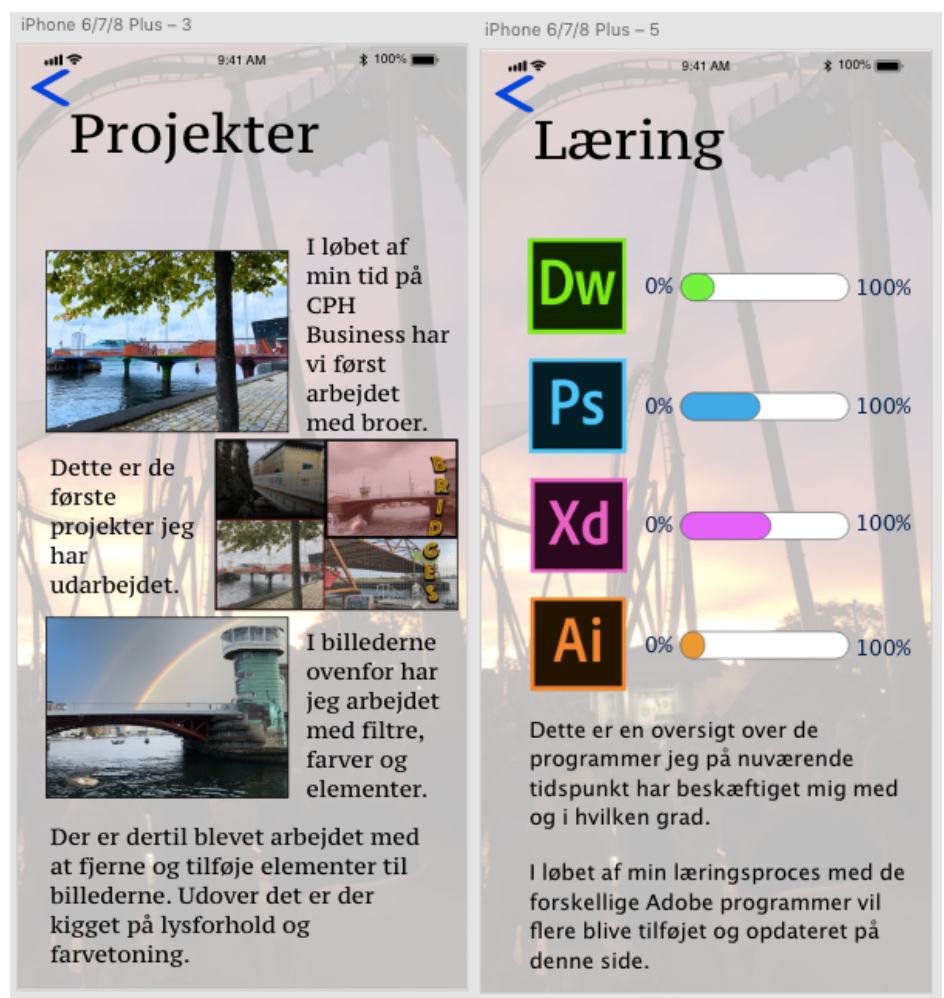 iPhone 6/7/8 Plus – 3
9:41 AM
100%
Projekter
I løbet af
min tid på
CPH
Business har
vi først
arbejdet
med broer.
Dette er de
første
projekter jeg
har
udarbejdet.
BRIDGES
I billederne
ovenfor har
jeg arbejdet
med filtre,
farver og
elementer.
Der er dertil blevet arbejdet med
at fjerne og tilføje elementer til
billederne. Udover det er der
kigget på lysforhold og
farvetoning.
iPhone 6/7/8 Plus – 5
9:41 AM
100%
Læring
Dw 0% 100%
Ps 0% 100%
Xd 0% 100%
Ai 0% 100%
Dette er en oversigt over de
programmer jeg på nuværende
tidspunkt har beskæftiget mig med
og i hvilken grad.
I løbet af min læringsproces med de
forskellige Adobe programmer vil
flere blive tilføjet og opdateret på
denne side.